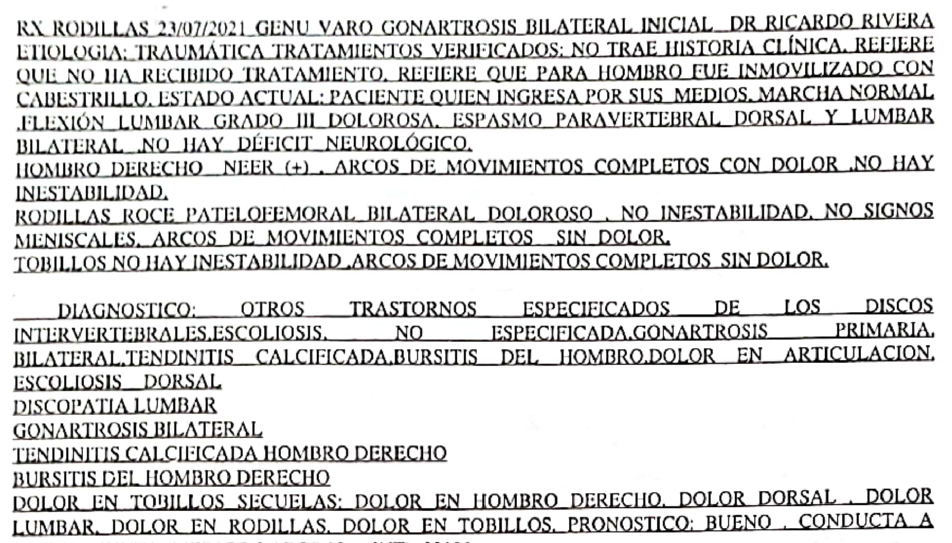 RX RODILLAS 23/07/2021 GENU VARO GONARTROSIS BILATERAL INICIAL DR RICARDO RIVERA
ETIOLOGIA: TRAUMÁTICA TRATAMIENTOS VERIFICADOS: NO TRAE HISTORIA CLÍNICA. REFIERE
QUE NO HA RECIBIDO TRATAMIENTO. REFIERE QUE PARA HOMBRO FUE INMOVILIZADO CON
CABESTRILLO. ESTADO ACTUAL: PACIENTE QUIEN INGRESA POR SUS MEDIOS. MARCHA NORMAL
.FLEXIÓN LUMBAR GRADO III DOLOROSA. ESPASMO PARAVERTEBRAL DORSAL Y LUMBAR
BILATERAL .NO HAY DÉFICIT NEUROLÓGICO.
HOMBRO DERECHO NEER (+) . ARCOS DE MOVIMIENTOS COMPLETOS CON DOLOR .NO HAY
INESTABILIDAD.
RODILLAS ROCE PATELOFEMORAL BILATERAL DOLOROSO . NO INESTABILIDAD. NO SIGNOS
MENISCALES. ARCOS DE MOVIMIENTOS COMPLETOS SIN DOLOR.
TOBILLOS NO HAY INESTABILIDAD .ARCOS DE MOVIMIENTOS COMPLETOS SIN DOLOR.
DIAGNOSTICO: OTROS TRASTORNOS ESPECIFICADOS DE LOS DISCOS
INTERVERTEBRALES.ESCOLIOSIS. NO ESPECIFICADA.GONARTROSIS PRIMARIA.
BILATERAL.TENDINITIS CALCIFICADA.BURSITIS DEL HOMBRO.DOLOR EN ARTICULACION.
ESCOLIOSIS DORSAL
DISCOPATIA LUMBAR
GONARTROSIS BILATERAL
TENDINITIS CALCIFICADA HOMBRO DERECHO
BURSITIS DEL HOMBRO DERECHO
DOLOR EN TOBILLOS SECUELAS: DOLOR EN HOMBRO DERECHO. DOLOR DORSAL . DOLOR
LUMBAR. DOLOR EN RODILLAS. DOLOR EN TOBILLOS. PRONOSTICO: BUENO . CONDUCTA A